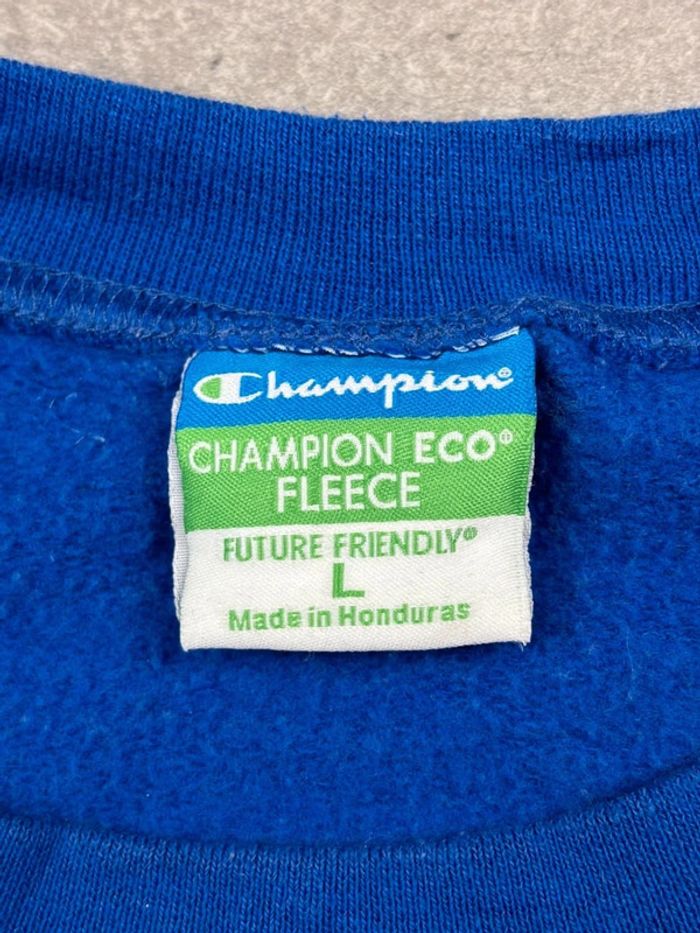 Champion®
CHAMPION ECO®
FLEECE
FUTURE FRIENDLY®
L
Made in Honduras